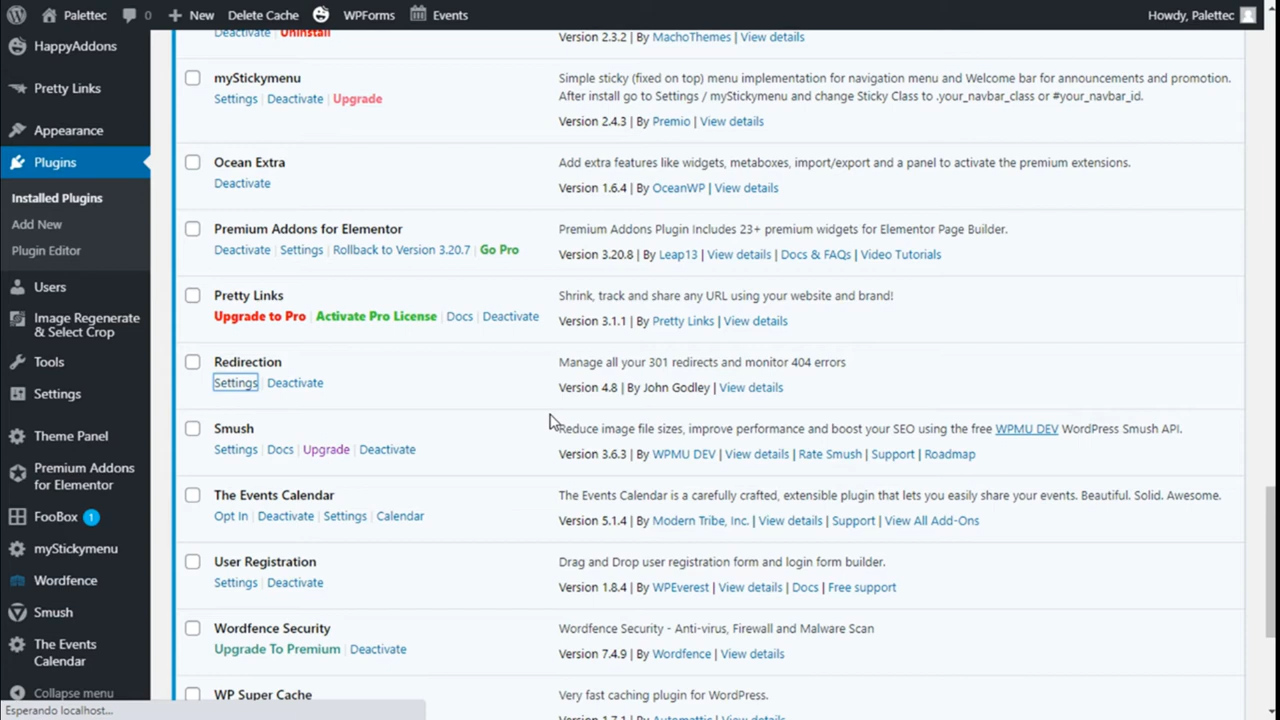 Palettec
0
New
Delete Cache
WPForms
Events
Howdy, Palettec
HappyAddons
Pretty Links
Appearance
Plugins
Installed Plugins
Add New
Plugin Editor
Users
Image Regenerate
& Select Crop
Tools
Settings
Theme Panel
Premium Addons
for Elementor
FooBox 1
myStickymenu
Wordfence
Smush
The Events
Calendar
Collapse menu
Esperando localhost...
Deactivate | Uninstall
Version 2.3.2 | By MachoThemes | View details
myStickymenu
Settings | Deactivate | Upgrade
Simple sticky (fixed on top) menu implementation for navigation menu and Welcome bar for announcements and promotion.
After install go to Settings / myStickymenu and change Sticky Class to .your_navbar_class or #your_navbar_id.
Version 2.4.3 | By Premio | View details
Ocean Extra
Deactivate
Add extra features like widgets, metaboxes, import/export and a panel to activate the premium extensions.
Version 1.6.4 | By OceanWP | View details
Premium Addons for Elementor
Deactivate | Settings | Rollback to Version 3.20.7 | Go Pro
Premium Addons Plugin Includes 23+ premium widgets for Elementor Page Builder.
Version 3.20.8 | By Leap13 | View details | Docs & FAQs | Video Tutorials
Pretty Links
Upgrade to Pro | Activate Pro License | Docs | Deactivate
Shrink, track and share any URL using your website and brand!
Version 3.1.1 | By Pretty Links | View details
Redirection
Settings | Deactivate
Manage all your 301 redirects and monitor 404 errors
Version 4.8 | By John Godley | View details
Smush
Settings | Docs | Upgrade | Deactivate
Reduce image file sizes, improve performance and boost your SEO using the free WPMU DEV WordPress Smush API.
Version 3.6.3 | By WPMU DEV | View details | Rate Smush | Support | Roadmap
The Events Calendar
Opt In | Deactivate | Settings | Calendar
The Events Calendar is a carefully crafted, extensible plugin that lets you easily share your events. Beautiful. Solid. Awesome.
Version 5.1.4 | By Modern Tribe, Inc. | View details | Support | View All Add-Ons
User Registration
Settings | Deactivate
Drag and Drop user registration form and login form builder.
Version 1.8.4 | By WPEverest | View details | Docs | Free support
Wordfence Security
Upgrade To Premium | Deactivate
Wordfence Security - Anti-virus, Firewall and Malware Scan
Version 7.4.9 | By Wordfence | View details
WP Super Cache
Very fast caching plugin for WordPress.
Version 1.7.1 | By Automattic | View details